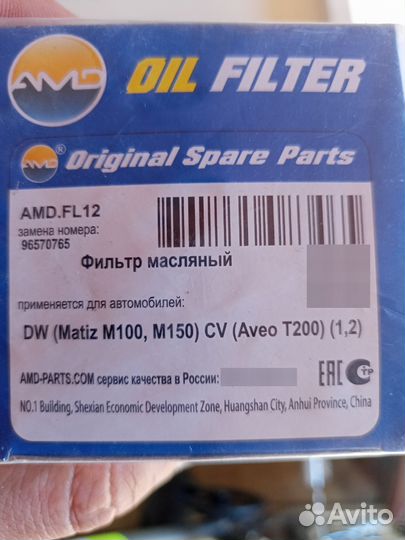 AMD OIL FILTER
AMD ® Original Spare Parts
AMD.FL12
замена номера:
96570765
Фильтр масляный
применяется для автомобилей:
DW (Matiz M100, M150) CV (Aveo T200) (1,2)
AMD-PARTS.COM сервис качества в России:
EAC СТР
NO.1 Building, Shexian Economic Development Zone, Huangshan City, Anhui Province, China
Avito